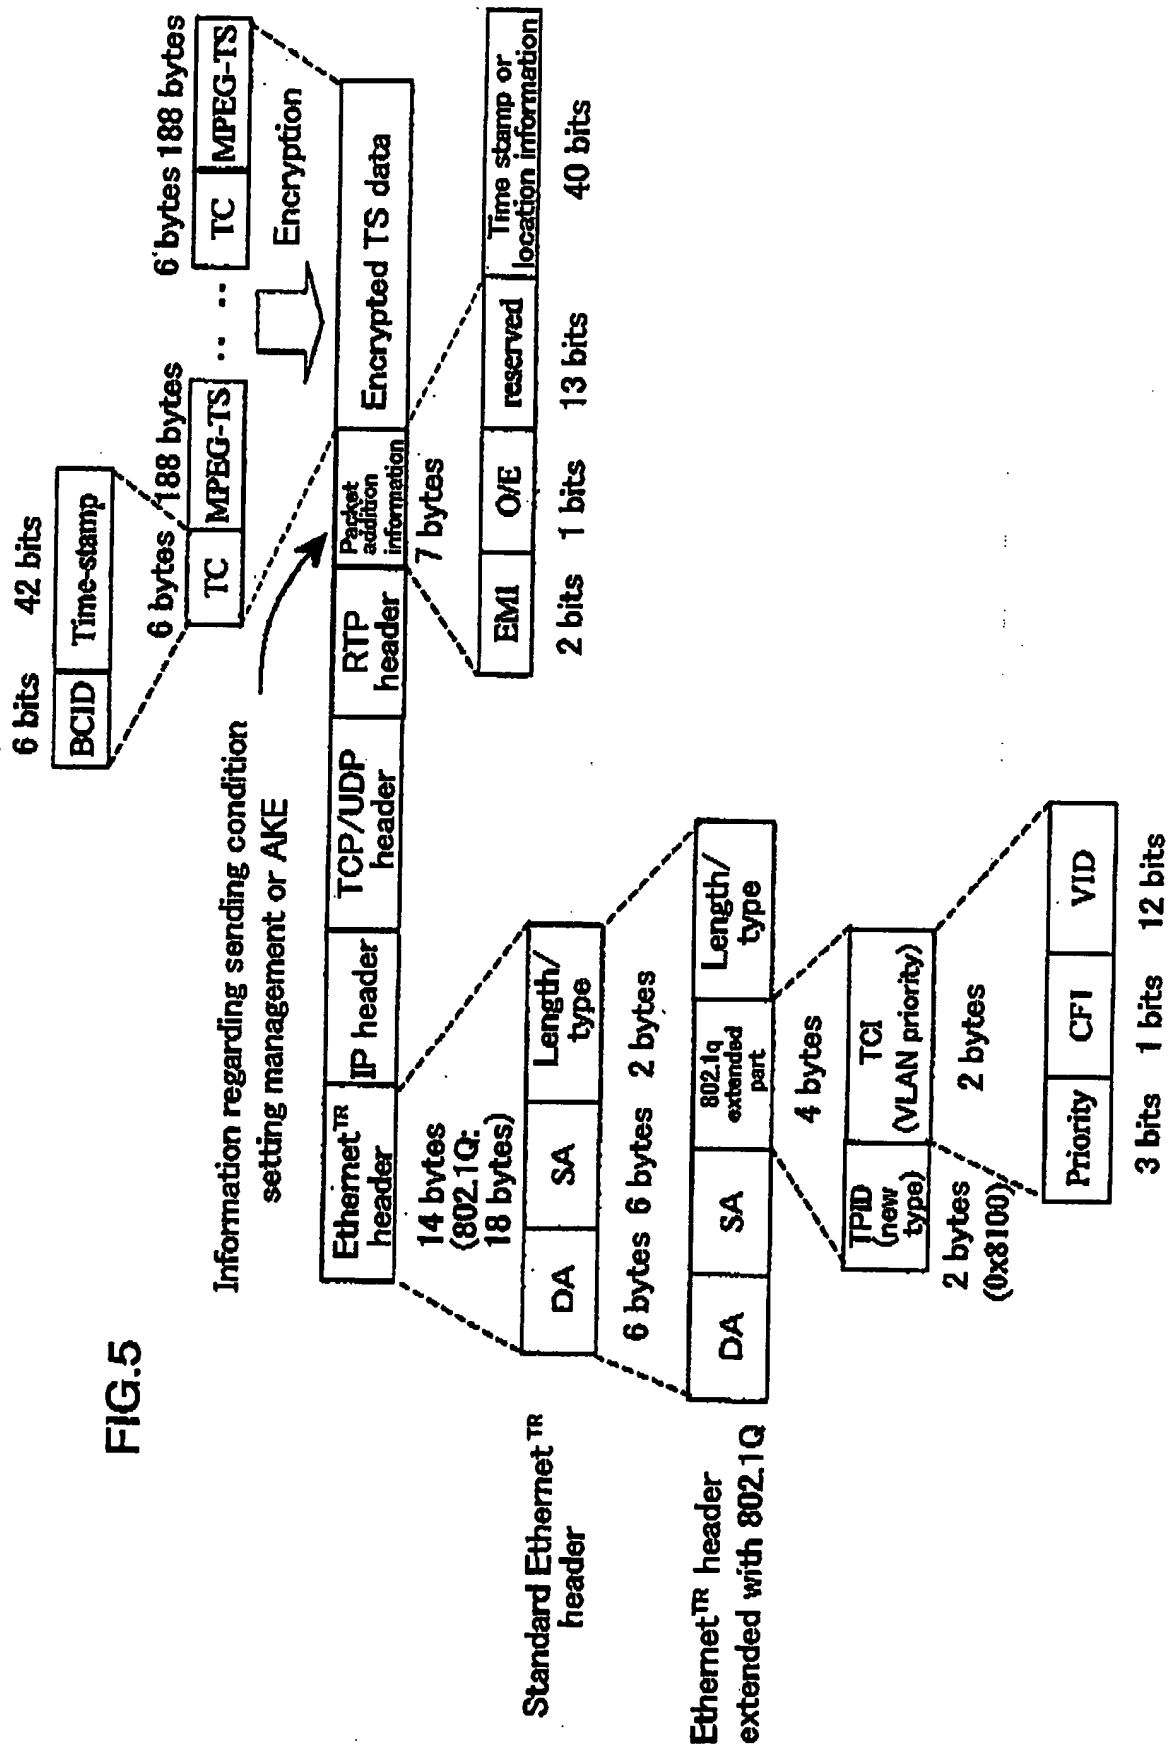 FIG.5
6 bits 42 bits
BCID Time-stamp
6 bytes 188 bytes 6 bytes 188 bytes
TC MPEG-TS TC MPEG-TS
Information regarding sending condition
setting management or AKE
Encryption
Ethernet™ᴿ
header
IP header
TCP/UDP
header
RTP
header
Packet
addition
information
Encrypted TS data
14 bytes
(802.1Q:
18 bytes)
7 bytes
EMI O/E reserved
Time stamp or
location information
2 bits 1 bits 13 bits 40 bits
Standard Ethernet TR
header
DA SA Length/
type
6 bytes 6 bytes 2 bytes
Ethernet TR header
extended with 802.1Q
DA SA
802.1q
extended
part
Length/
type
4 bytes
TPID
(new
type)
TCI
(VLAN priority)
2 bytes
(0x8100)
2 bytes
Priority CFI VID
3 bits 1 bits 12 bits